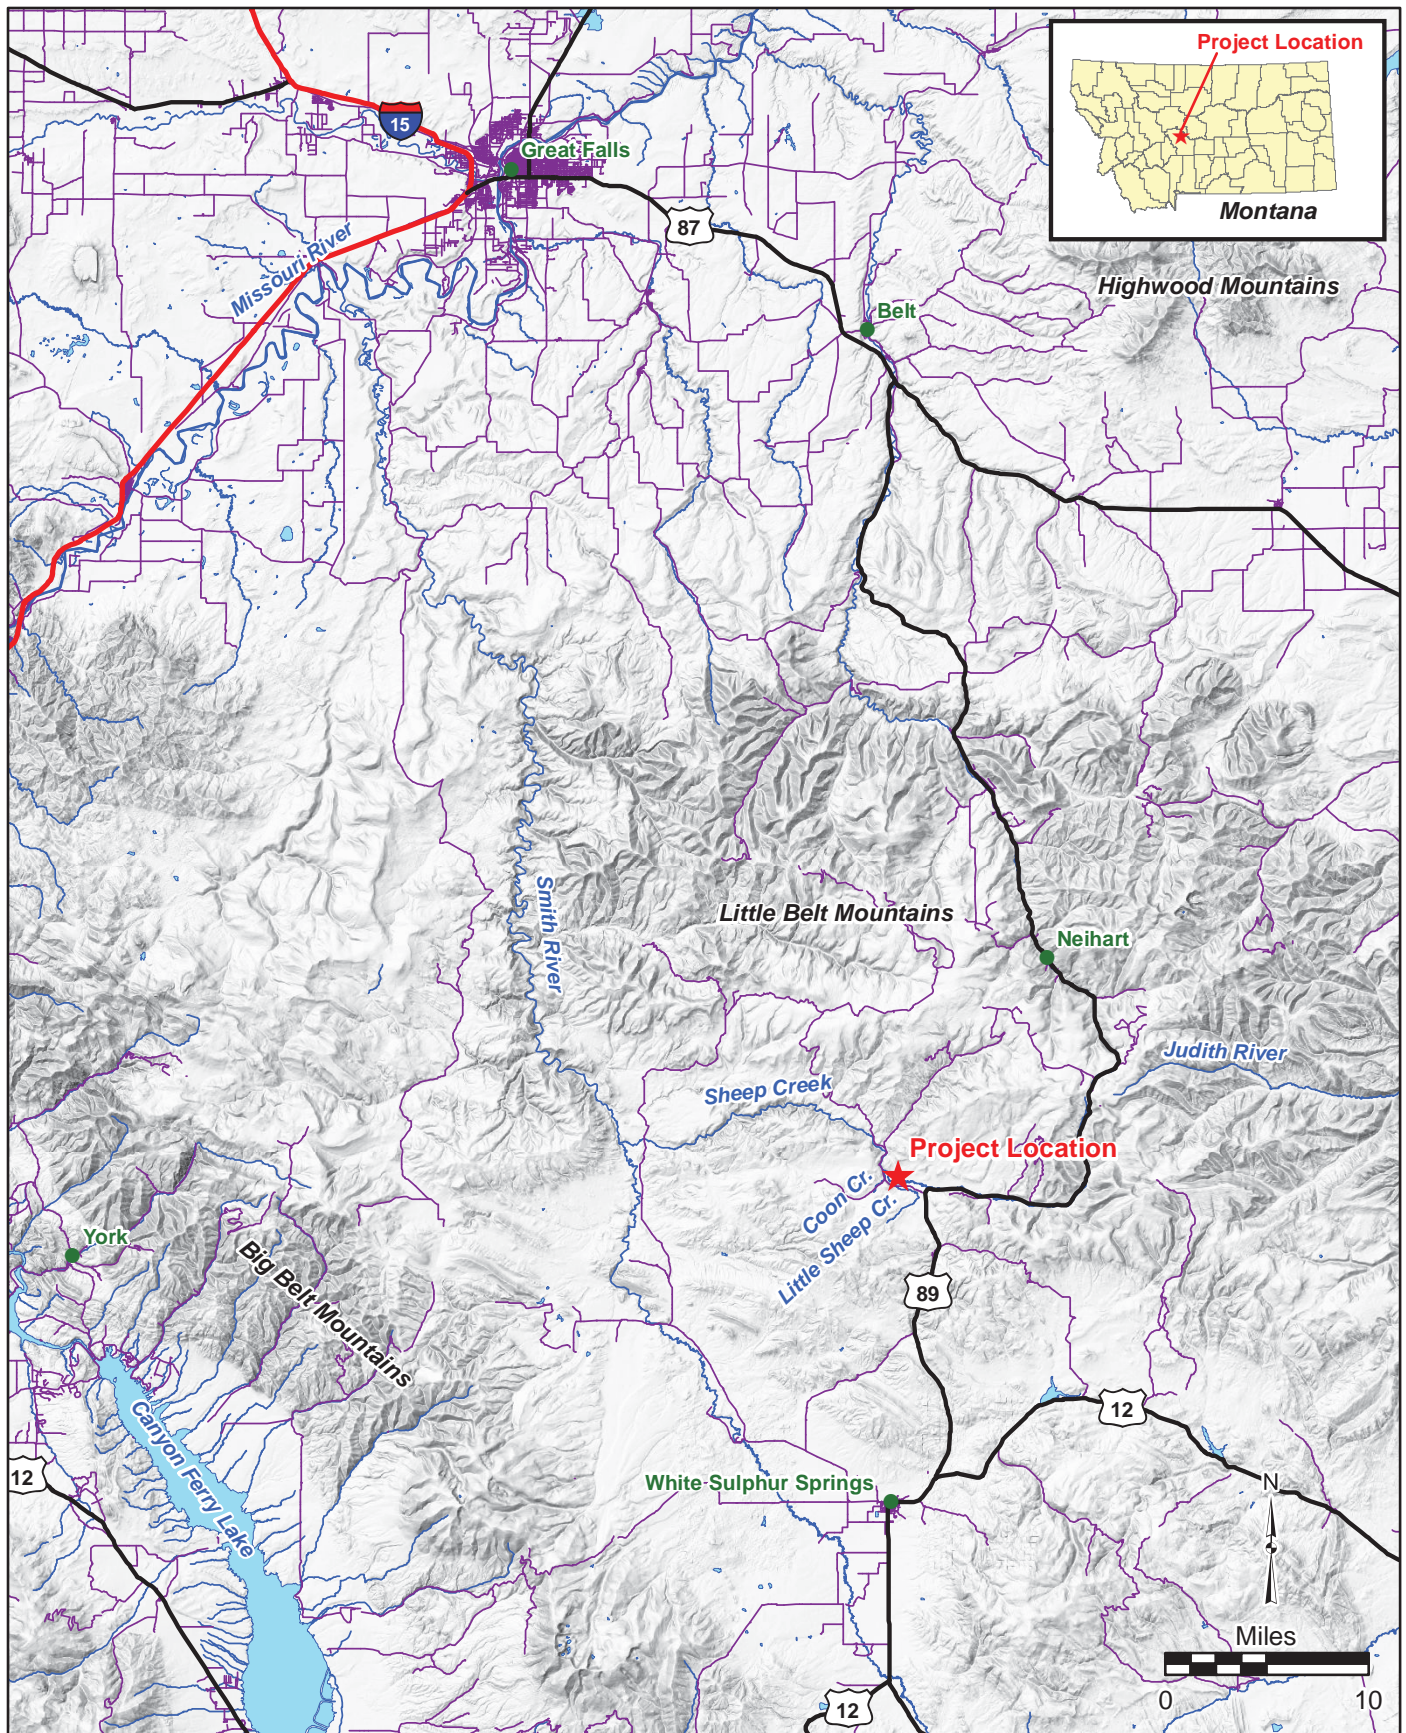 Project Location
Montana
15
Great Falls
87
Missouri River
Highwood Mountains
Belt
Smith River
Little Belt Mountains
Neihart
Judith River
Sheep Creek
Project Location
Coon Cr.
Little Sheep Cr.
York
Big Belt Mountains
89
Canyon Ferry Lake
12
12
White Sulphur Springs
N
Miles
0 10
12